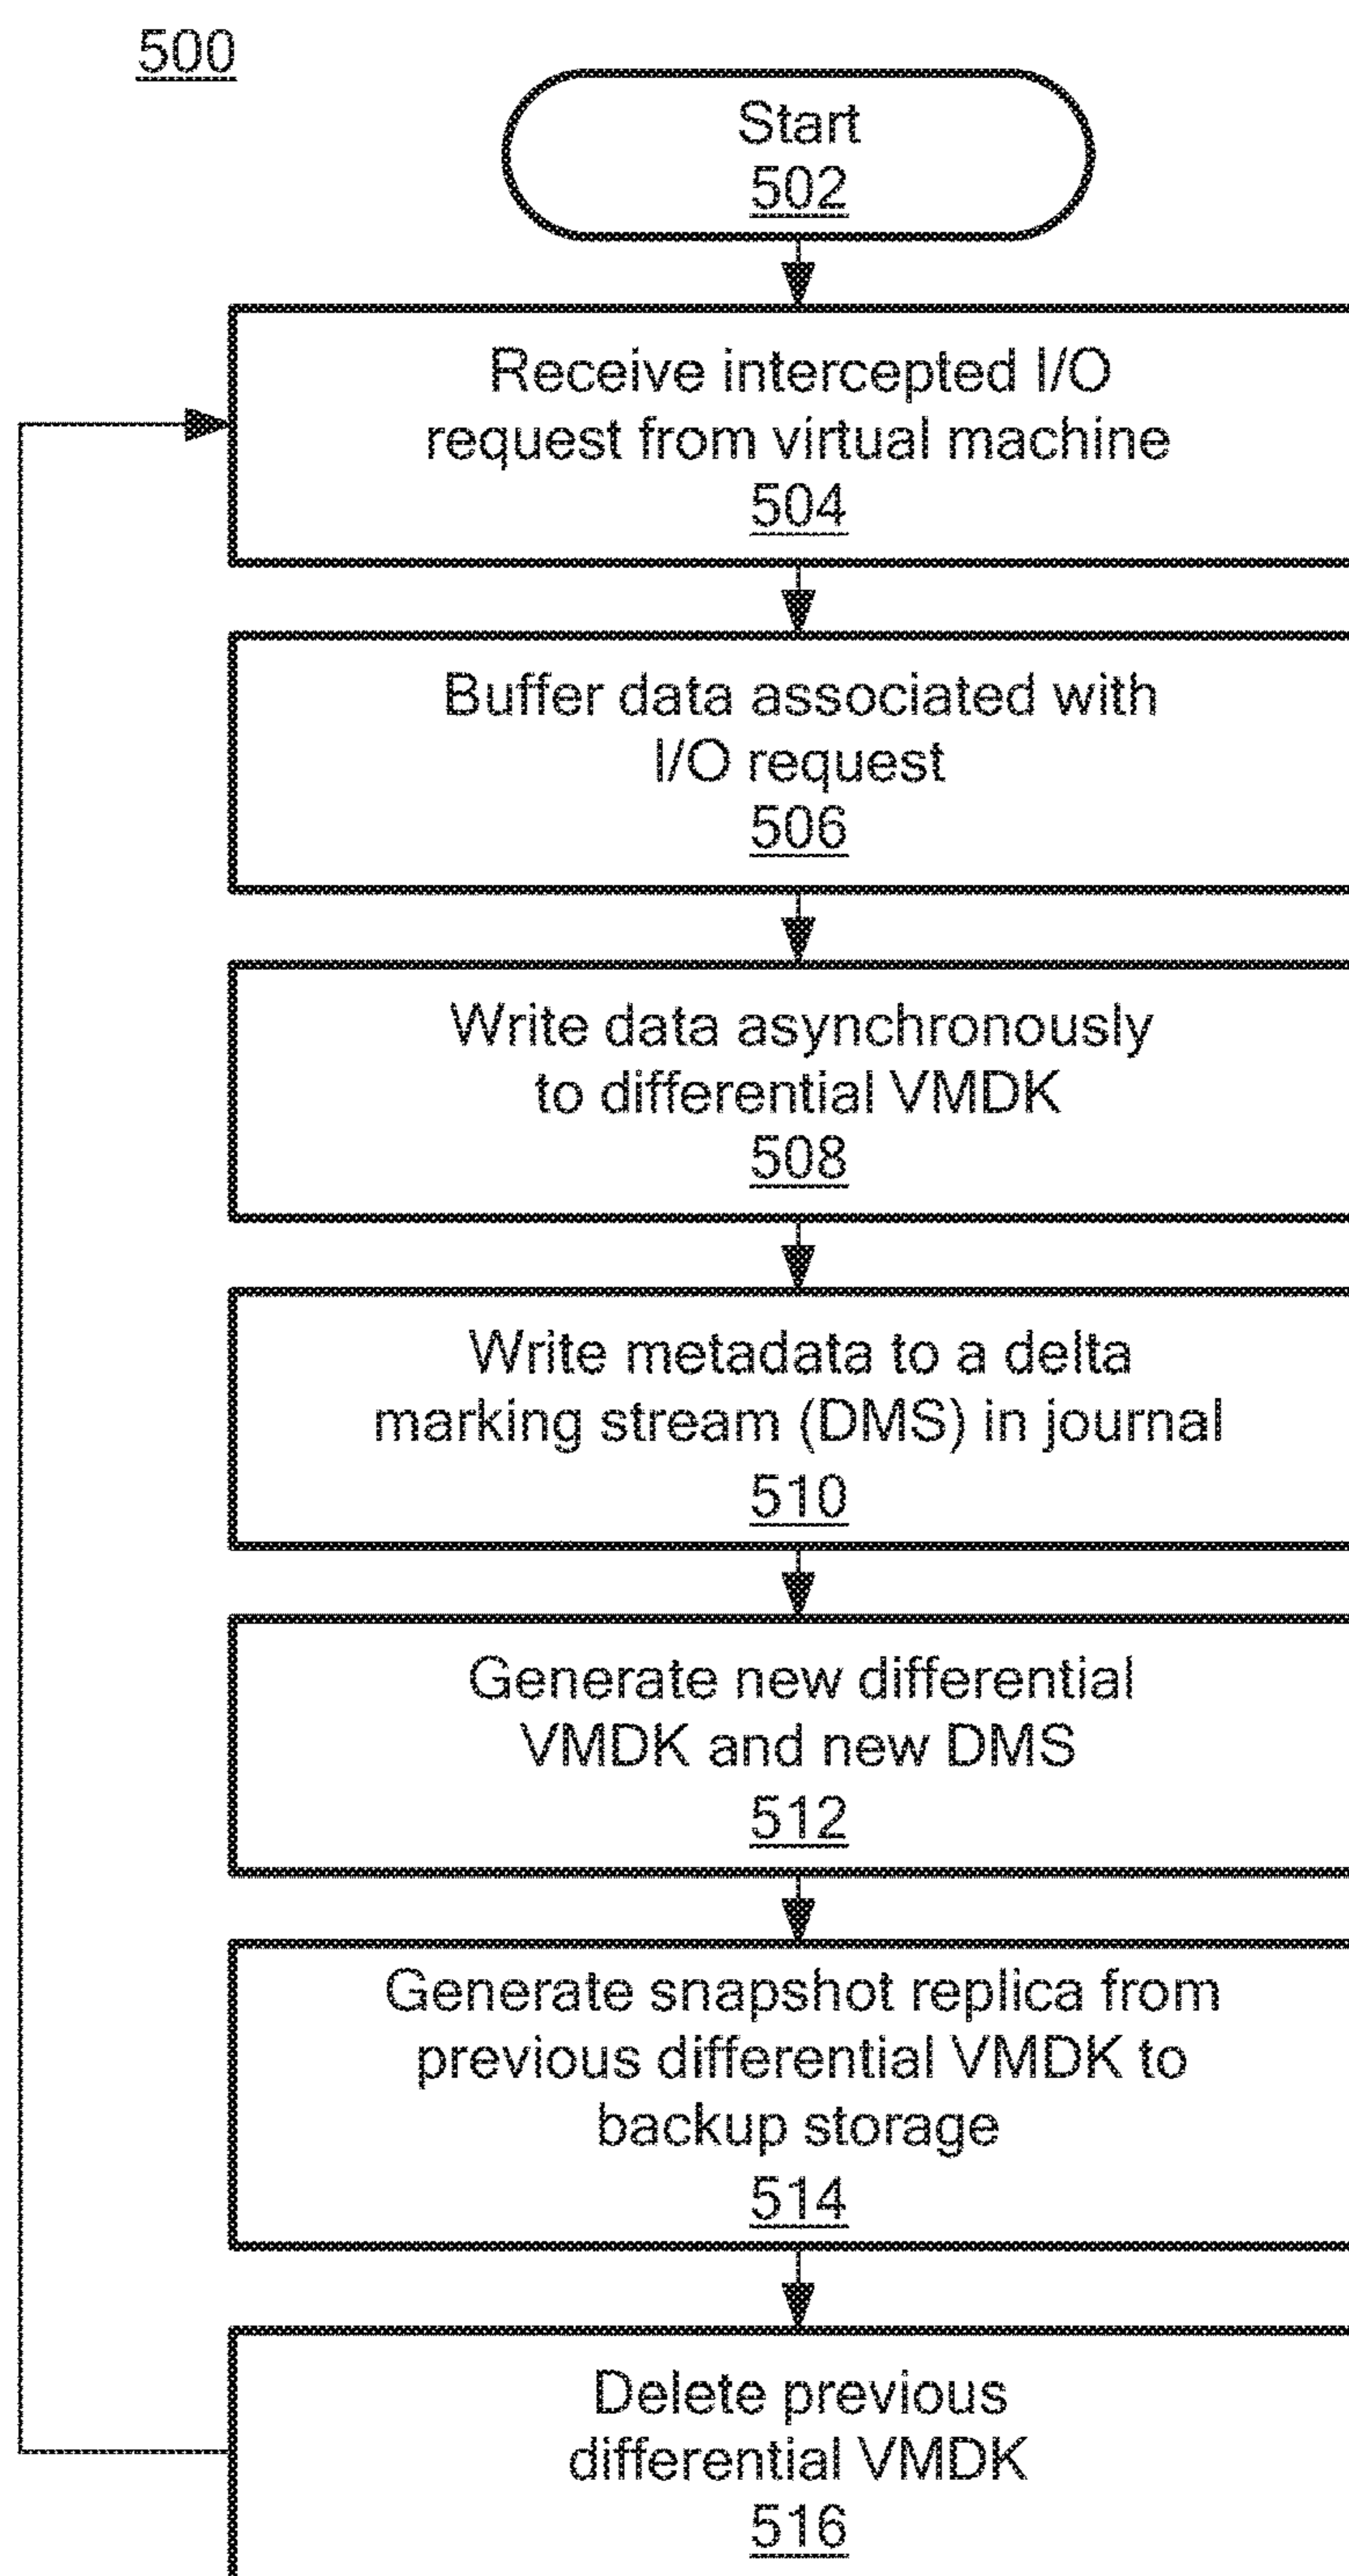 500
Start
502
Receive intercepted I/O
request from virtual machine
504
Buffer data associated with
I/O request
506
Write data asynchronously
to differential VMDK
508
Write metadata to a delta
marking stream (DMS) in journal
510
Generate new differential
VMDK and new DMS
512
Generate snapshot replica from
previous differential VMDK to
backup storage
514
Delete previous
differential VMDK
516